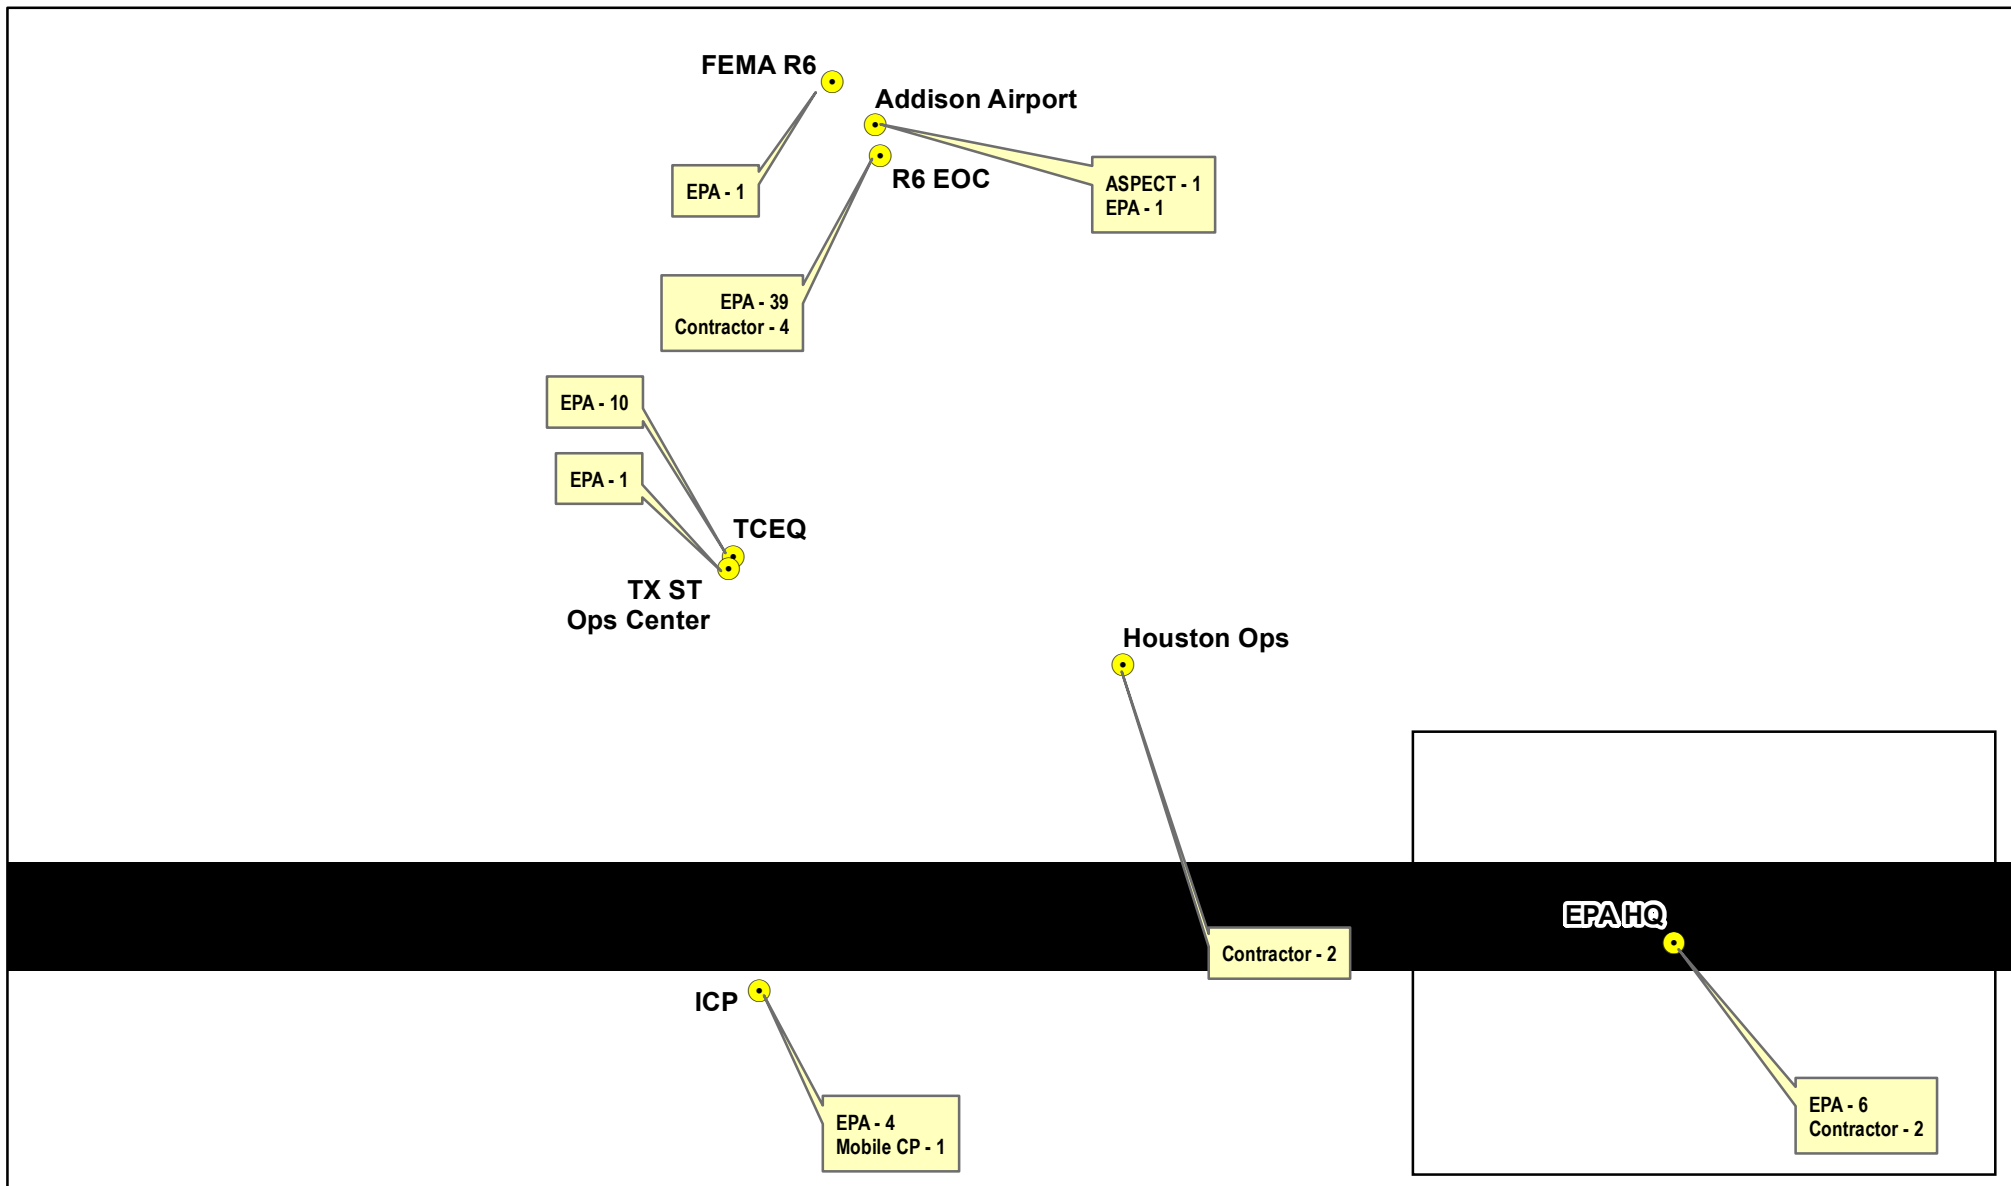 FEMA R6
Addison Airport
R6 EOC
EPA - 1
ASPECT - 1
EPA - 1
EPA - 39
Contractor - 4
EPA - 10
EPA - 1
TCEQ
TX ST
Ops Center
Houston Ops
EPA HQ
Contractor - 2
ICP
EPA - 4
Mobile CP - 1
EPA - 6
Contractor - 2